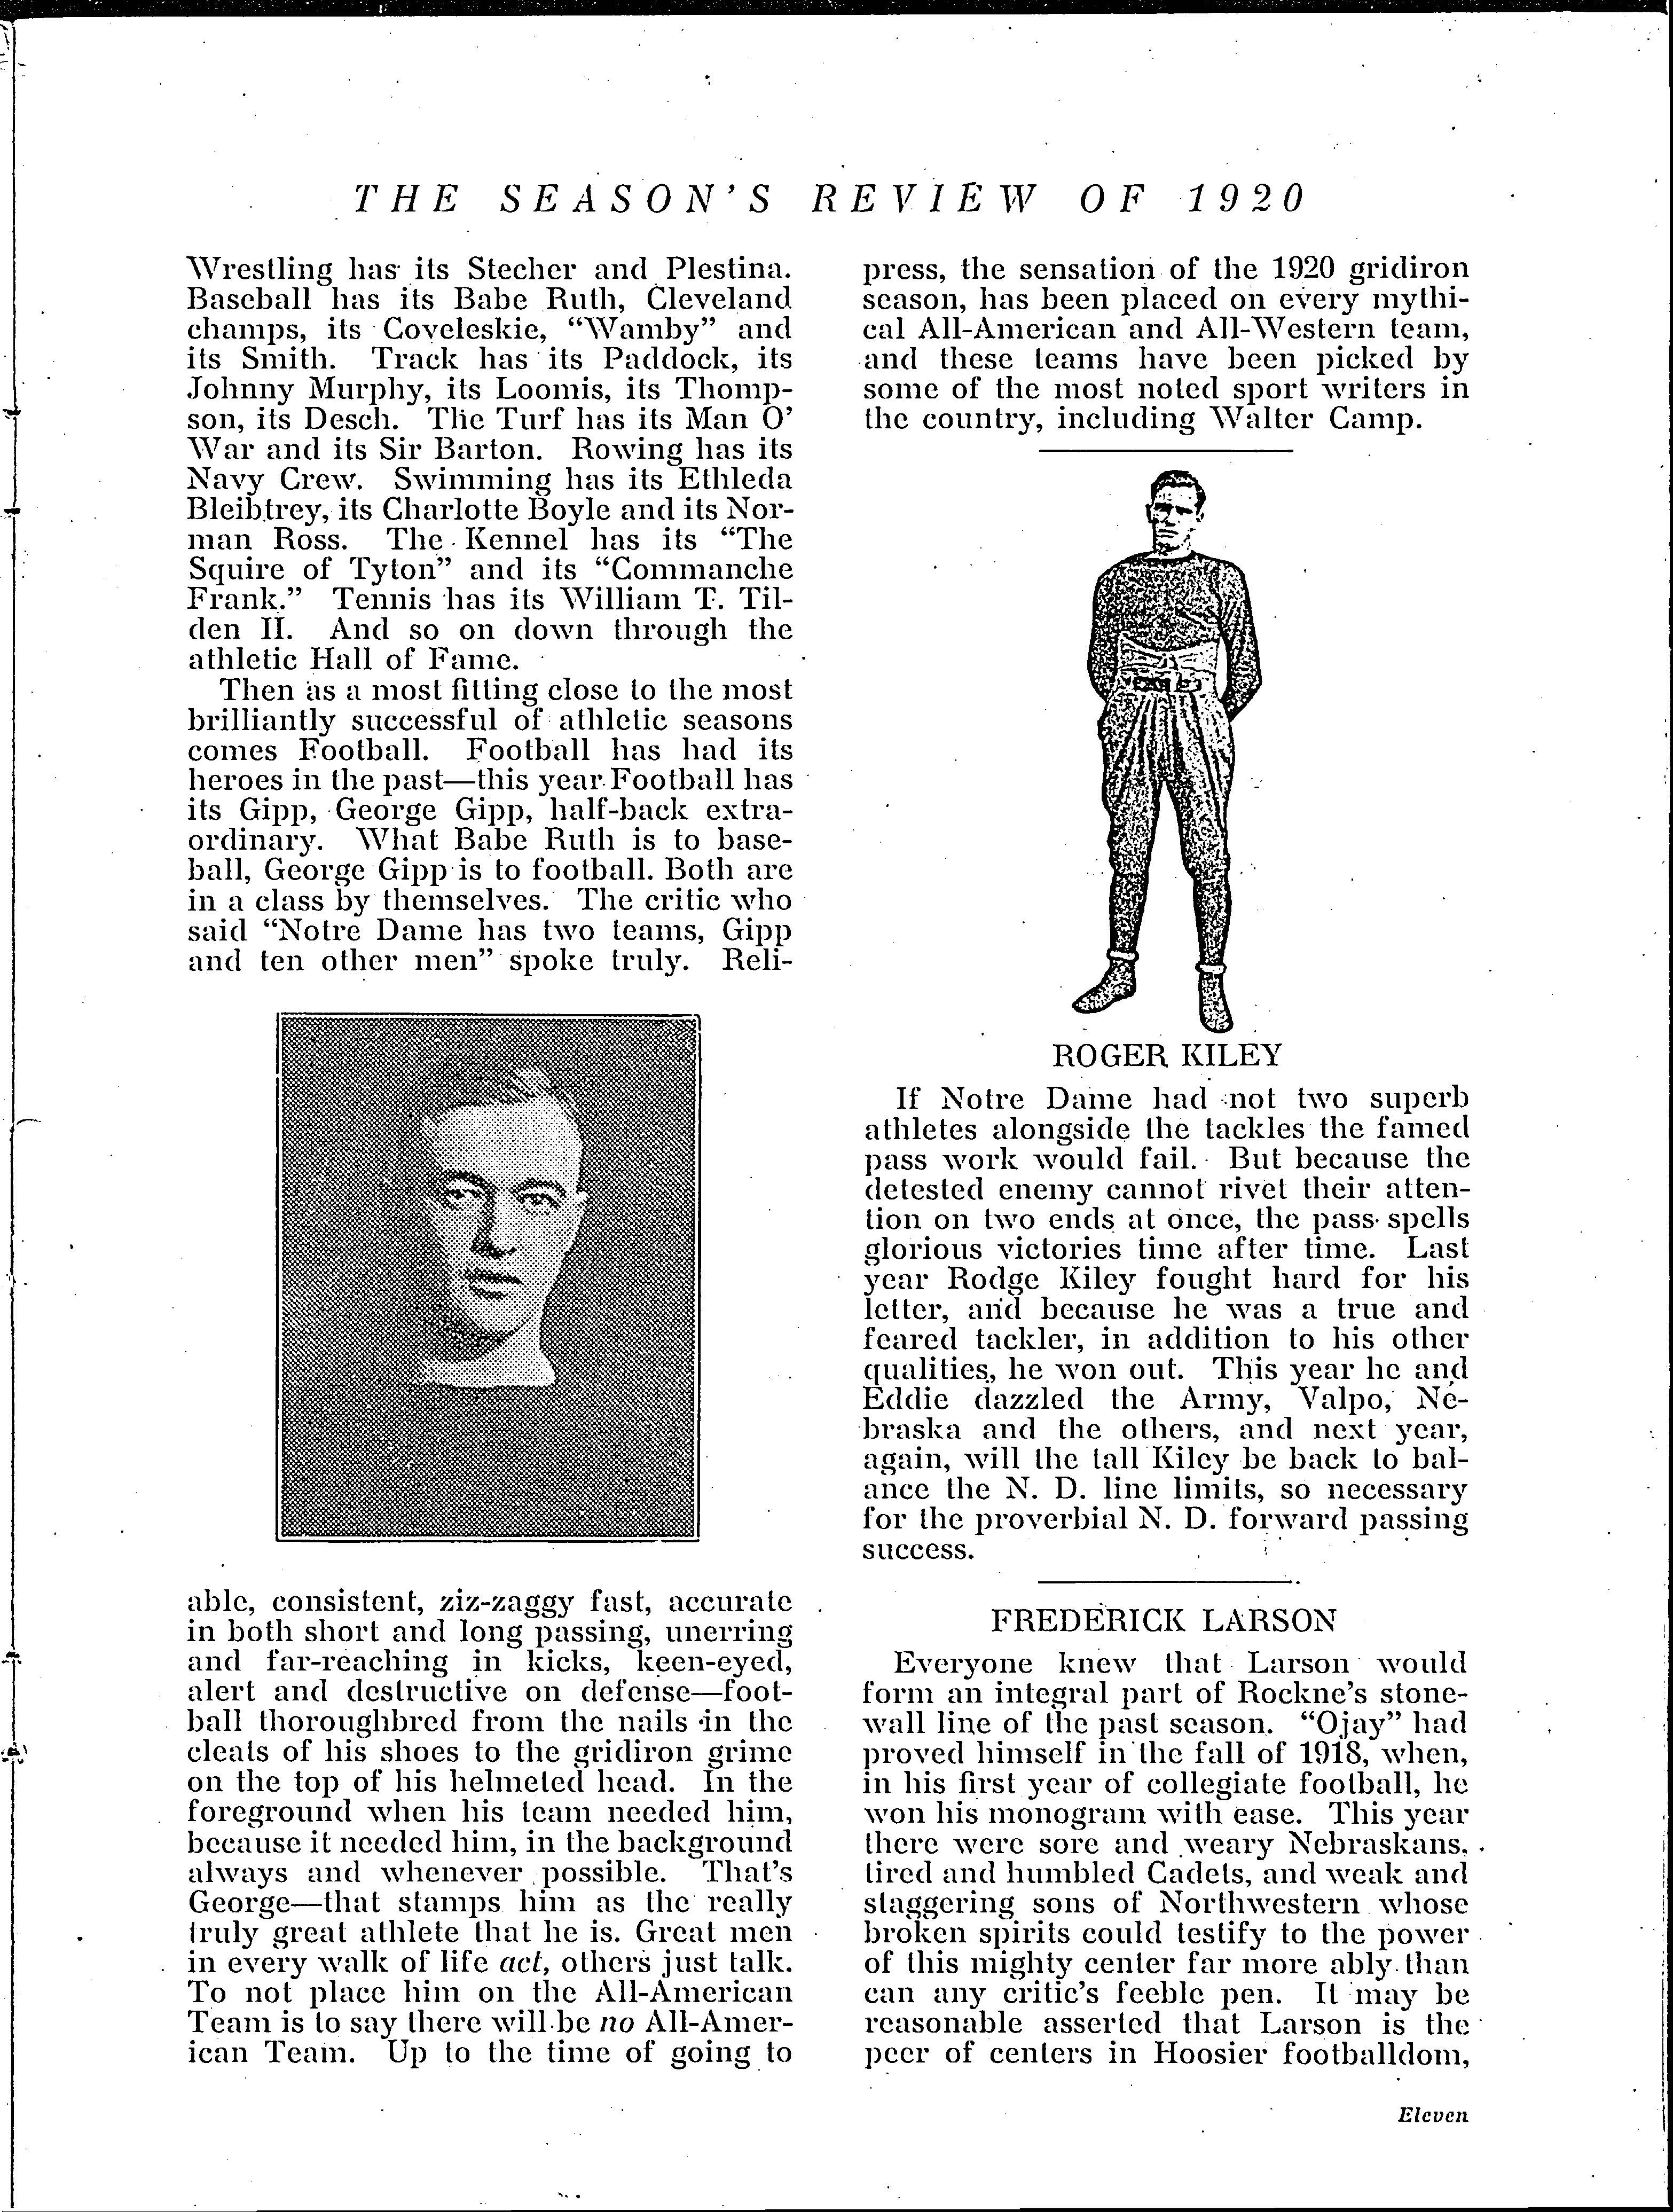 THE SEASON'S REVIEW OF 1920
Wrestling has its Stecher and Plestina.
Baseball has its Babe Ruth, Cleveland
champs, its Coveleskie, “Wamby” and
its Smith. Track has its Paddock, its
Johnny Murphy, its Loomis, its Thomp-
son, its Desch. The Turf has its Man O’
War and its Sir Barton. Rowing has its
Navy Crew. Swimming has its Ethleda
Bleibtrey, its Charlotte Boyle and its Nor-
man Ross. The Kennel has its “The
Squire of Tyton” and its “Commanche
Frank.” Tennis has its William T. Til-
den II. And so on down through the
athletic Hall of Fame.
Then as a most fitting close to the most
brilliantly successful of athletic seasons
comes Football. Football has had its
heroes in the past—this year Football has
its Gipp, George Gipp, half-back extra-
ordinary. What Babe Ruth is to base-
ball, George Gipp is to football. Both are
in a class by themselves. The critic who
said “Notre Dame has two teams, Gipp
and ten other men” spoke truly. Reli-
able, consistent, ziz-zaggy fast, accurate
in both short and long passing, unerring
and far-reaching in kicks, keen-eyed,
alert and destructive on defense—foot-
ball thoroughbred from the nails in the
cleats of his shoes to the gridiron grime
on the top of his helmeted head. In the
foreground when his team needed him,
because it needed him, in the background
always and whenever possible. That’s
George—that stamps him as the really
truly great athlete that he is. Great men
in every walk of life act, others just talk.
To not place him on the All-American
Team is to say there will be no All-Amer-
ican Team. Up to the time of going to
press, the sensation of the 1920 gridiron
season, has been placed on every mythi-
cal All-American and All-Western team,
and these teams have been picked by
some of the most noted sport writers in
the country, including Walter Camp.
ROGER KILEY
If Notre Dame had not two superb
athletes alongside the tackles the famed
pass work would fail. But because the
detested enemy cannot rivet their atten-
tion on two ends at once, the pass spells
glorious victories time after time. Last
year Rodge Kiley fought hard for his
letter, and because he was a true and
feared tackler, in addition to his other
qualities, he won out. This year he and
Eddie dazzled the Army, Valpo, Ne-
braska and the others, and next year,
again, will the tall Kiley be back to bal-
ance the N. D. line limits, so necessary
for the proverbial N. D. forward passing
success.
FREDERICK LARSON
Everyone knew that Larson would
form an integral part of Rockne’s stone-
wall line of the past season. “Ojay” had
proved himself in the fall of 1918, when,
in his first year of collegiate football, he
won his monogram with ease. This year
there were sore and weary Nebraskans,
tired and humbled Cadets, and weak and
staggering sons of Northwestern whose
broken spirits could testify to the power
of this mighty center far more ably than
can any critic’s feeble pen. It may be
reasonable asserted that Larson is the
peer of centers in Hoosier footballdom,
Eleven